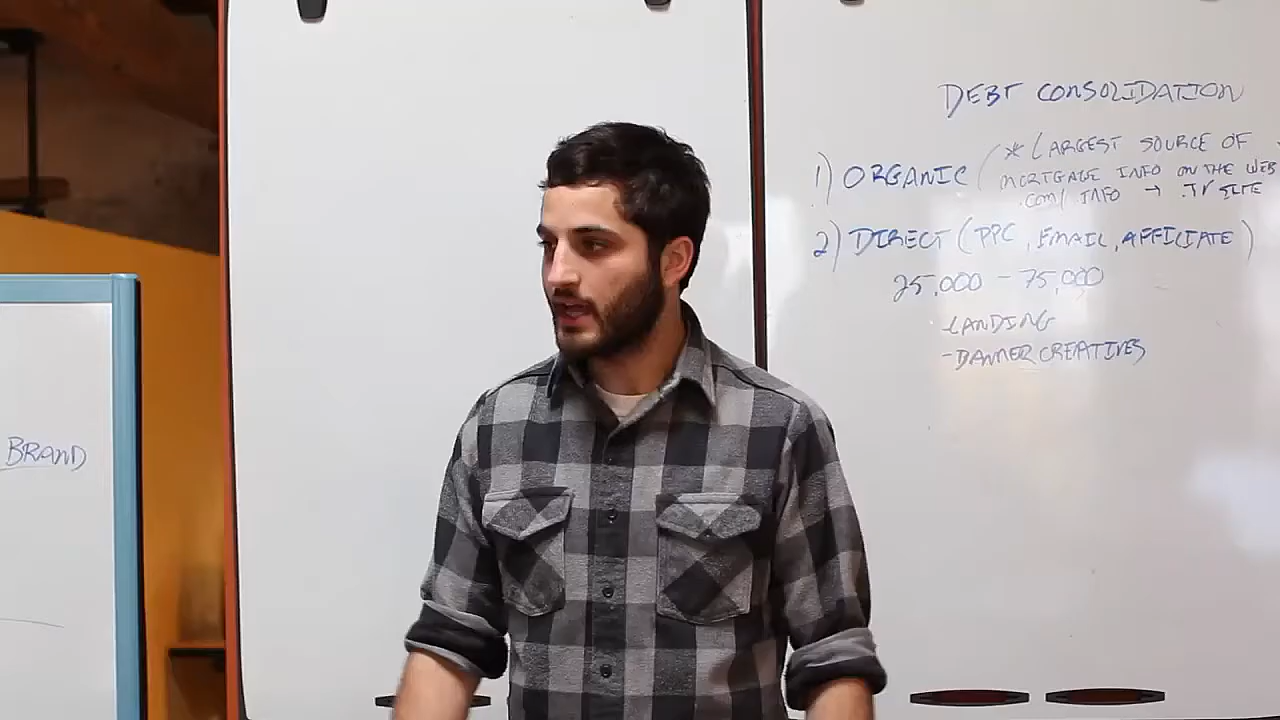 DEBT CONSOLIDATION
1) ORGANIC (* LARGEST SOURCE OF
MORTGAGE INFO ON THE WEB
.COM/.INFO → .TV SITE
2) DIRECT (PPC, EMAIL, AFFILIATE)
25,000 - 75,000
-LANDING
-BANNER CREATIVES
BRAND